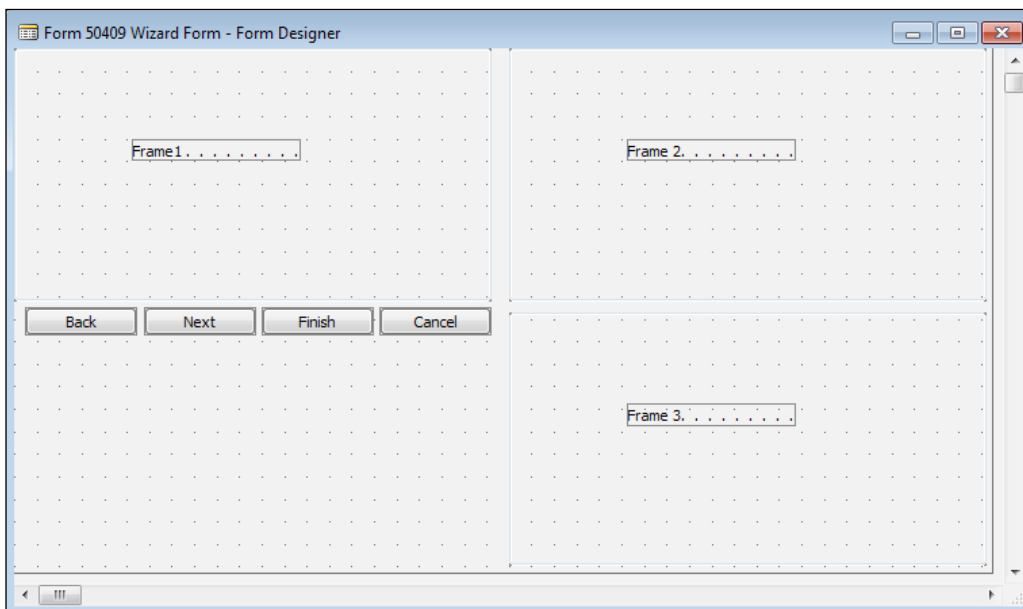 Form 50409 Wizard Form - Form Designer
Frame1. . . . . . . . .
Frame 2. . . . . . . . .
Back Next Finish Cancel
Frame 3. . . . . . . . .